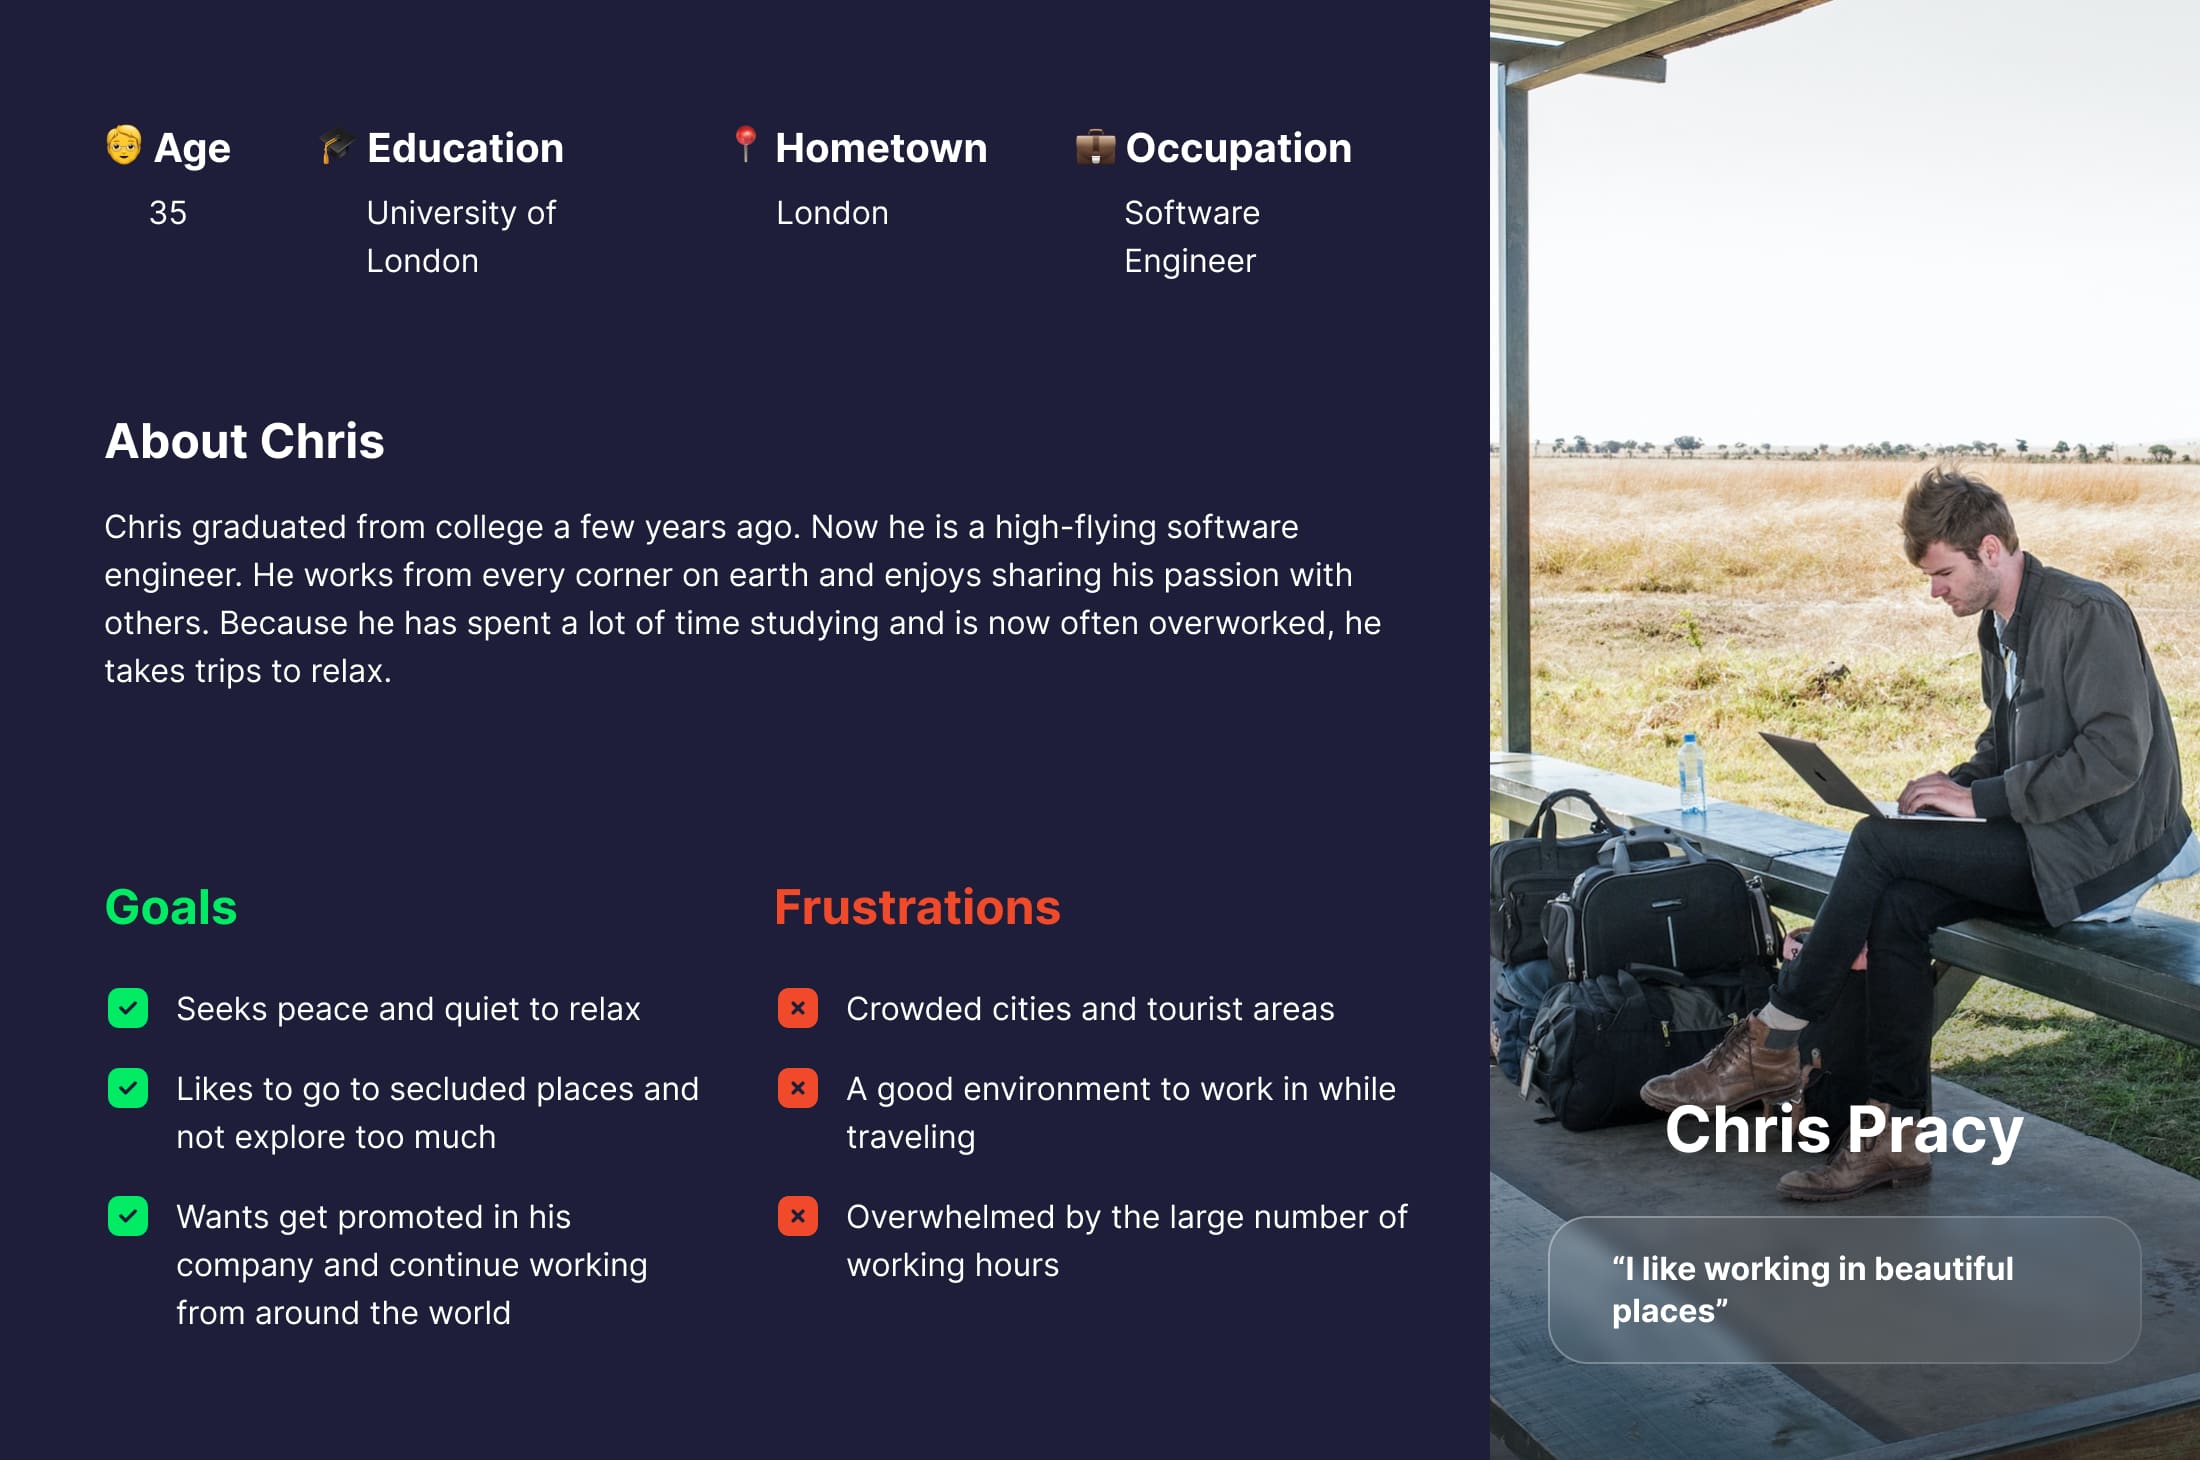 Age
35
Education
University of
London
Hometown
London
Occupation
Software
Engineer
About Chris
Chris graduated from college a few years ago. Now he is a high-flying software
engineer. He works from every corner on earth and enjoys sharing his passion with
others. Because he has spent a lot of time studying and is now often overworked, he
takes trips to relax.
Goals
Seeks peace and quiet to relax
Likes to go to secluded places and
not explore too much
Wants get promoted in his
company and continue working
from around the world
Frustrations
Crowded cities and tourist areas
A good environment to work in while
traveling
Overwhelmed by the large number of
working hours
Chris Pracy
“I like working in beautiful
places”